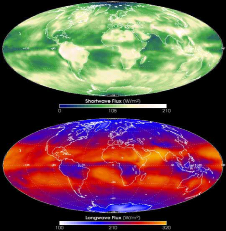 Shortwave Flux (W/m²)
0 105 210
Longwave Flux (W/m²)
100 210 320